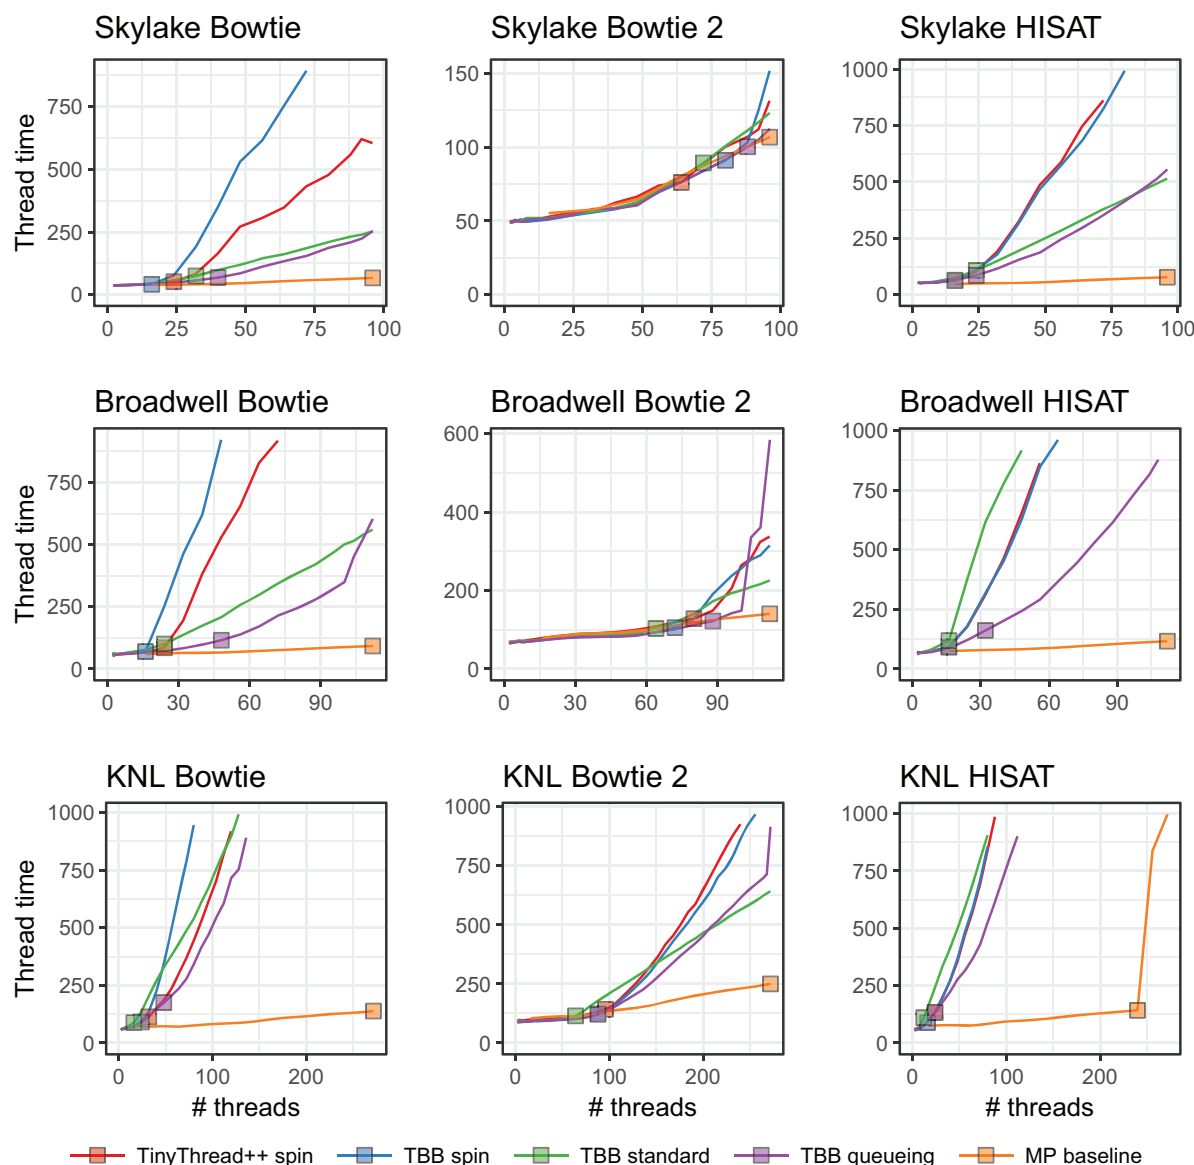 Skylake Bowtie
Skylake Bowtie 2
Skylake HISAT
Thread time
750
500
250
0
0 25 50 75 100
150
100
50
0
0 25 50 75 100
1000
750
500
250
0
0 25 50 75 100
Broadwell Bowtie
Broadwell Bowtie 2
Broadwell HISAT
Thread time
750
500
250
0
0 30 60 90
600
400
200
0
0 30 60 90
1000
750
500
250
0
0 30 60 90
KNL Bowtie
KNL Bowtie 2
KNL HISAT
Thread time
1000
750
500
250
0
0 100 200
# threads
1000
750
500
250
0
0 100 200
# threads
1000
750
500
250
0
0 100 200
# threads
TinyThread++ spin TBB spin TBB standard TBB queueing MP baseline